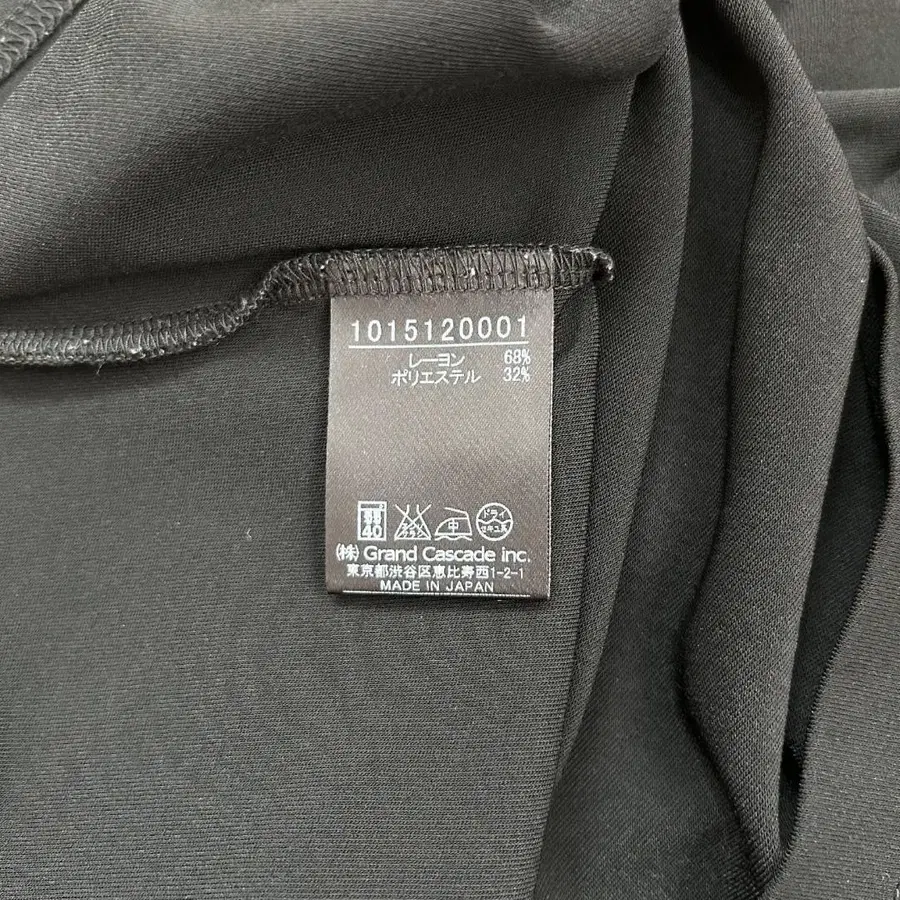 1015120001
レーヨン 68%
ポリエステル 32%
40 中 ドライ
(株) Grand Cascade inc.
東京都渋谷区恵比寿西1-2-1
MADE IN JAPAN